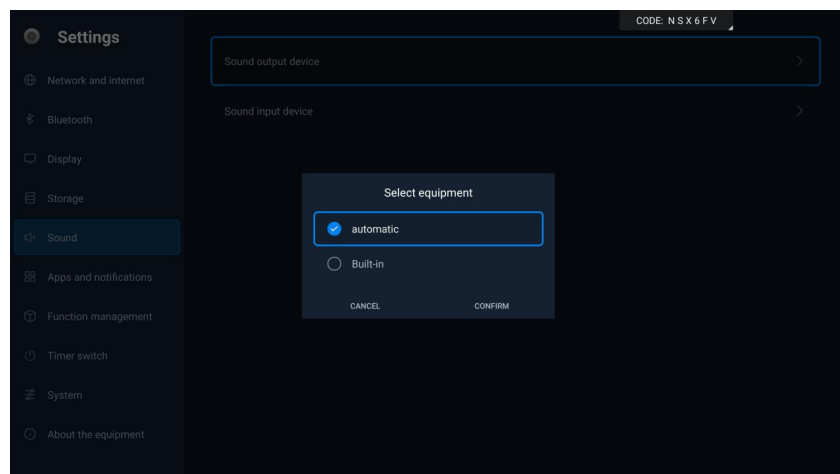 CODE: N S X 6 F V
Settings
Network and internet
Bluetooth
Display
Storage
Sound
Apps and notifications
Function management
Timer switch
System
About the equipment
Sound output device
Sound input device
Select equipment
automatic
Built-in
CANCEL CONFIRM